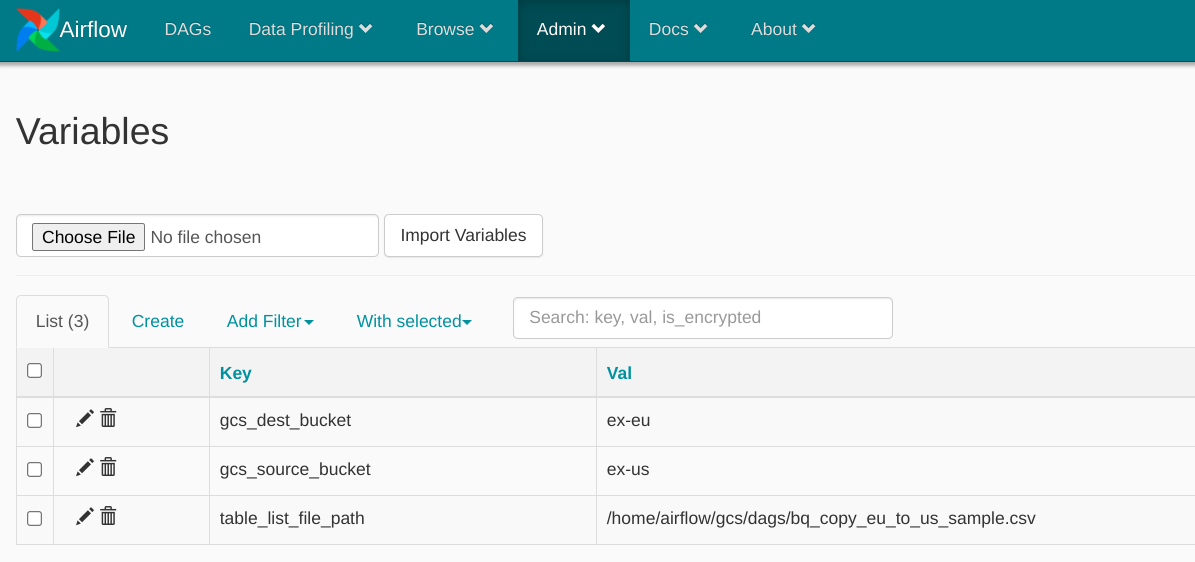 Airflow DAGs Data Profiling Browse Admin Docs About
Variables
Choose File No file chosen Import Variables
List (3) Create Add Filter With selected Search: key, val, is_encrypted
Key Val
gcs_dest_bucket ex-eu
gcs_source_bucket ex-us
table_list_file_path /home/airflow/gcs/dags/bq_copy_eu_to_us_sample.csv